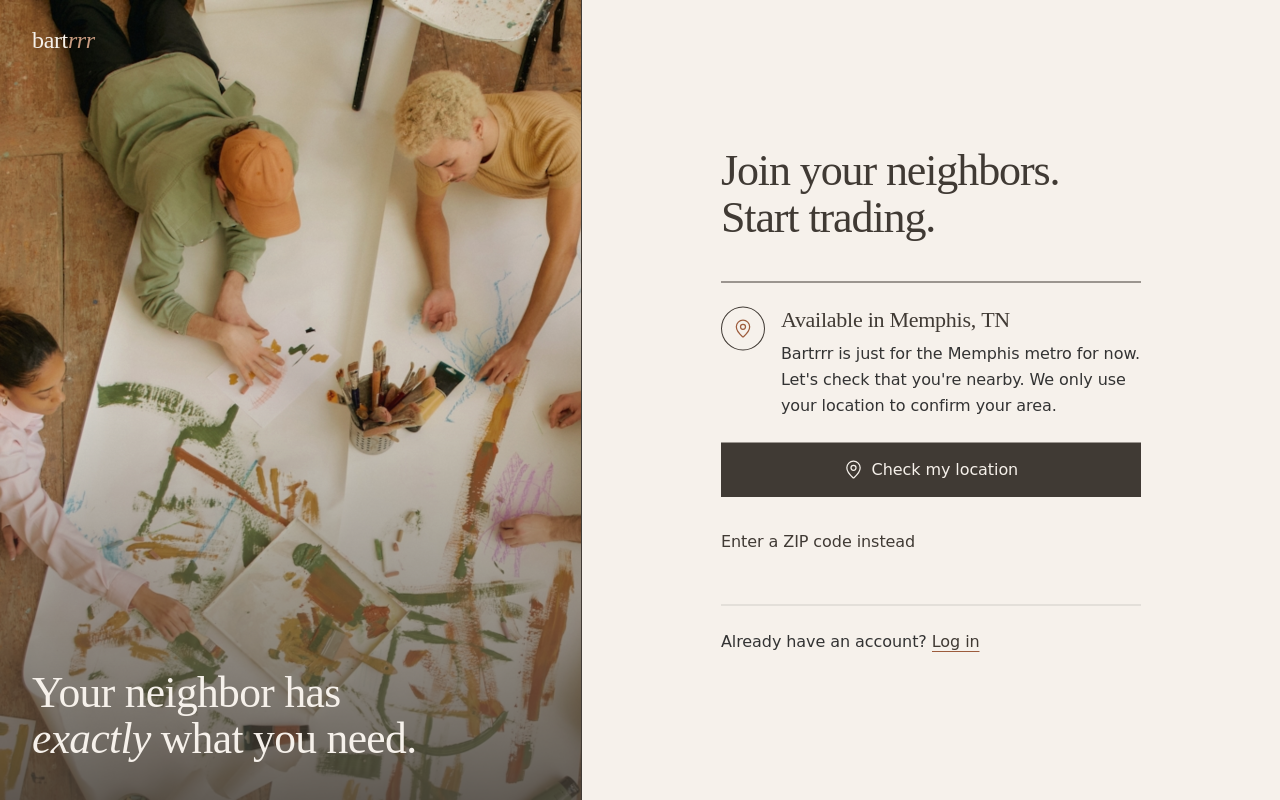 bartrrr
Your neighbor has
exactly what you need.
Join your neighbors.
Start trading.
Available in Memphis, TN
Bartrrr is just for the Memphis metro for now.
Let's check that you're nearby. We only use
your location to confirm your area.
Check my location
Enter a ZIP code instead
Already have an account? Log in